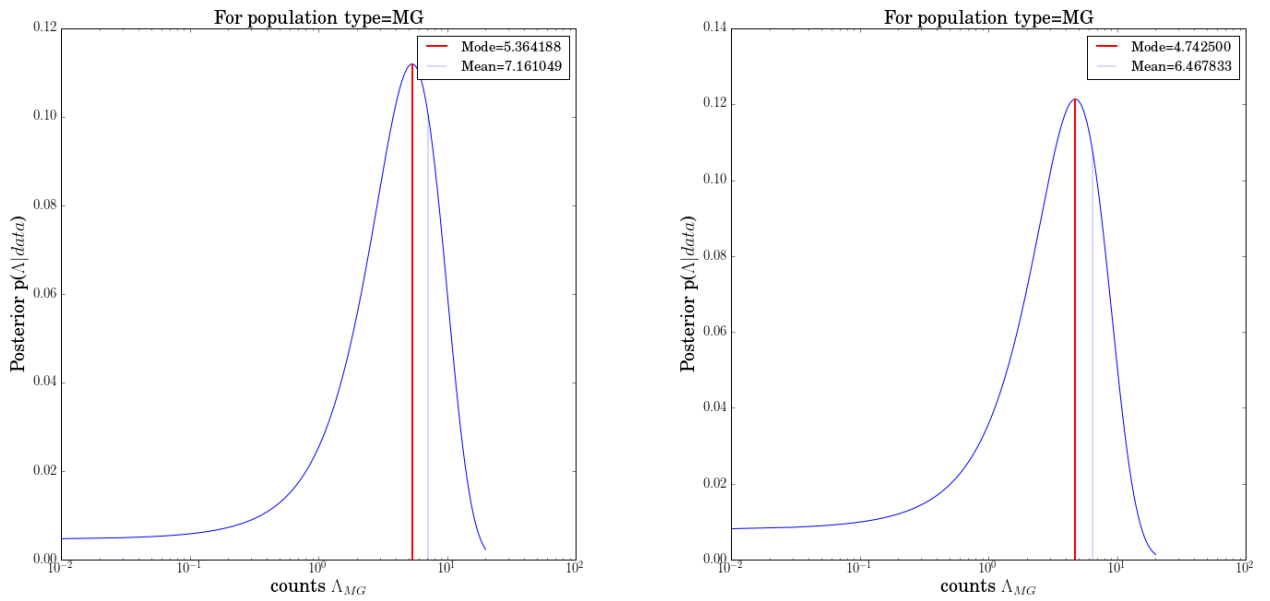 For population type=MG
Mode=5.364188
Mean=7.161049
Posterior p(Λ|data)
0.12
0.10
0.08
0.06
0.04
0.02
0.00
10⁻²
10⁻¹
10⁰
10¹
10²
counts Λ_MG
For population type=MG
Mode=4.742500
Mean=6.467833
Posterior p(Λ|data)
0.14
0.12
0.10
0.08
0.06
0.04
0.02
0.00
10⁻²
10⁻¹
10⁰
10¹
10²
counts Λ_MG